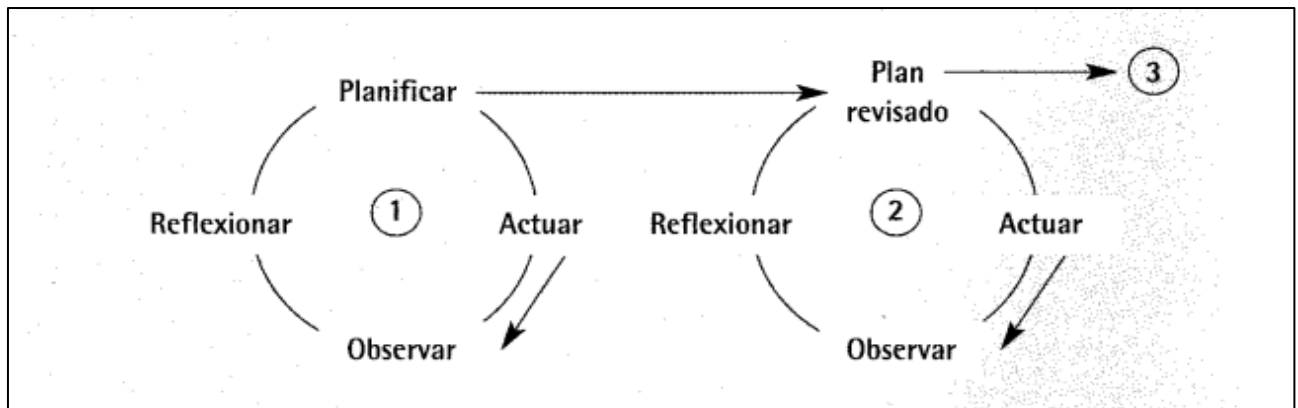 Planificar
Plan
revisado
3
Reflexionar
1
Actuar
Reflexionar
2
Actuar
Observar
Observar